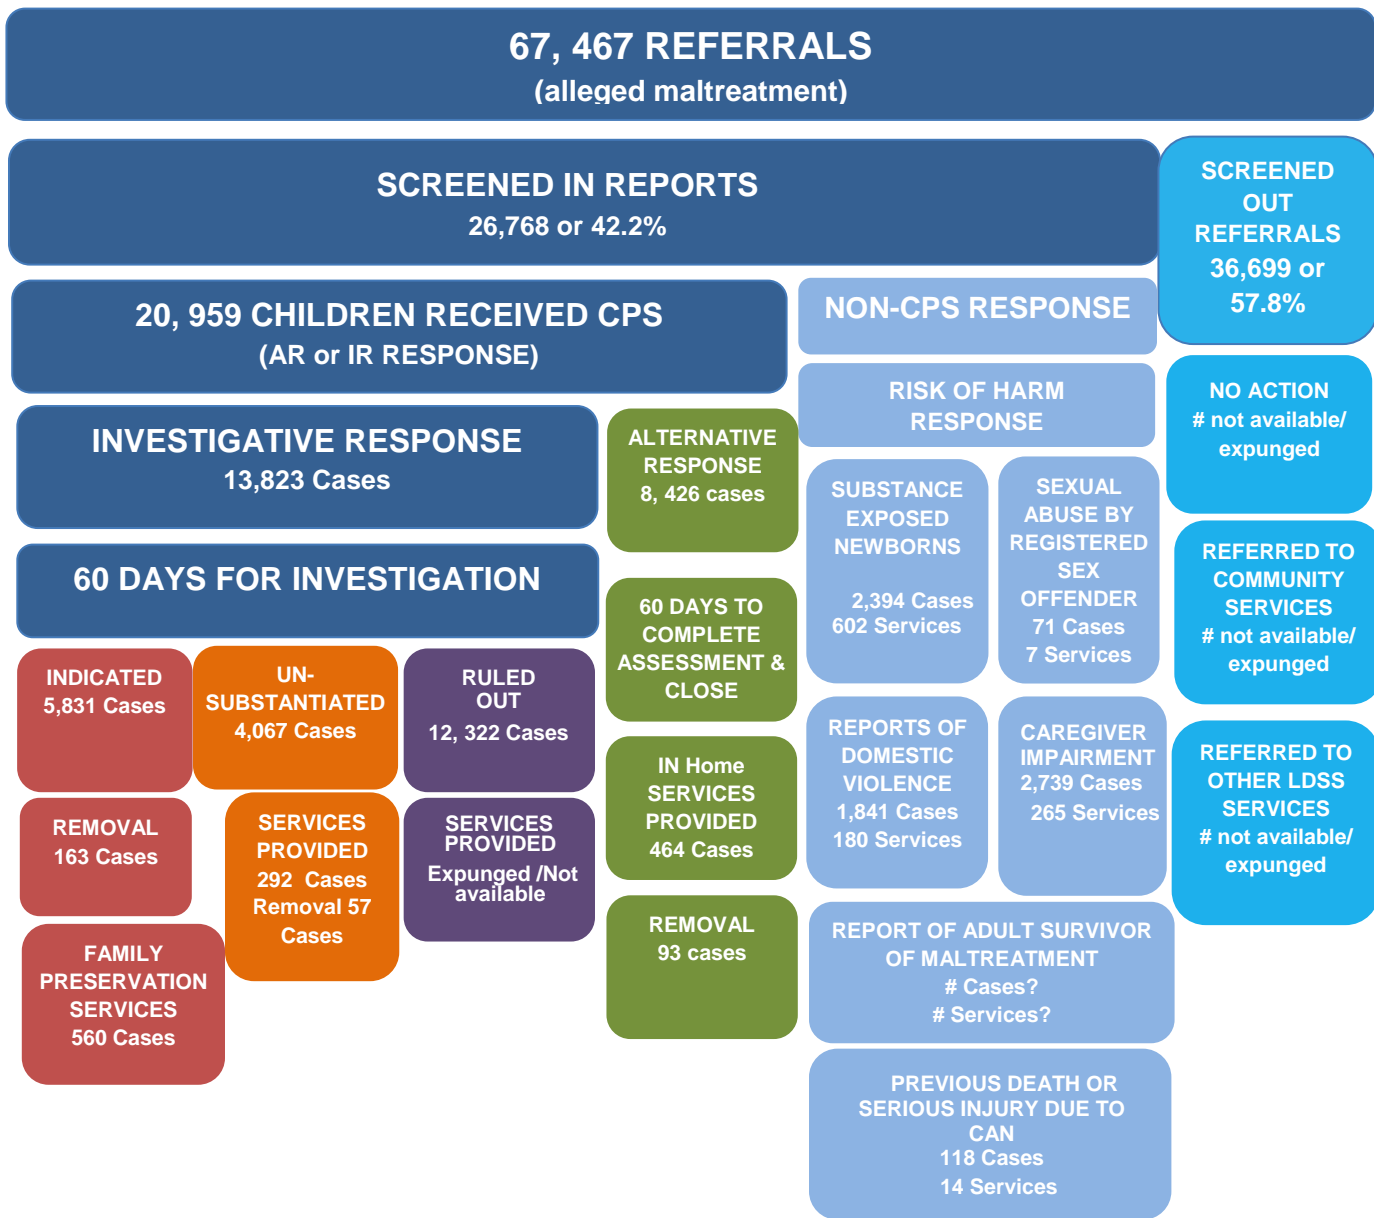 67, 467 REFERRALS
(alleged maltreatment)
SCREENED IN REPORTS
26,768 or 42.2%
SCREENED
OUT
REFERRALS
36,699 or
57.8%
20, 959 CHILDREN RECEIVED CPS
(AR or IR RESPONSE)
NON-CPS RESPONSE
RISK OF HARM
RESPONSE
NO ACTION
# not available/
expunged
INVESTIGATIVE RESPONSE
13,823 Cases
ALTERNATIVE
RESPONSE
8, 426 cases
SUBSTANCE
EXPOSED
NEWBORNS
2,394 Cases
602 Services
SEXUAL
ABUSE BY
REGISTERED
SEX
OFFENDER
71 Cases
7 Services
REFERRED TO
COMMUNITY
SERVICES
# not available/
expunged
60 DAYS FOR INVESTIGATION
60 DAYS TO
COMPLETE
ASSESSMENT &
CLOSE
INDICATED
5,831 Cases
UN-
SUBSTANTIATED
4,067 Cases
RULED
OUT
12, 322 Cases
REPORTS OF
DOMESTIC
VIOLENCE
1,841 Cases
180 Services
CAREGIVER
IMPAIRMENT
2,739 Cases
265 Services
REFERRED TO
OTHER LDSS
SERVICES
# not available/
expunged
IN Home
SERVICES
PROVIDED
464 Cases
REMOVAL
163 Cases
SERVICES
PROVIDED
292 Cases
Removal 57
Cases
SERVICES
PROVIDED
Expunged /Not
available
REMOVAL
93 cases
REPORT OF ADULT SURVIVOR
OF MALTREATMENT
# Cases?
# Services?
FAMILY
PRESERVATION
SERVICES
560 Cases
PREVIOUS DEATH OR
SERIOUS INJURY DUE TO
CAN
118 Cases
14 Services